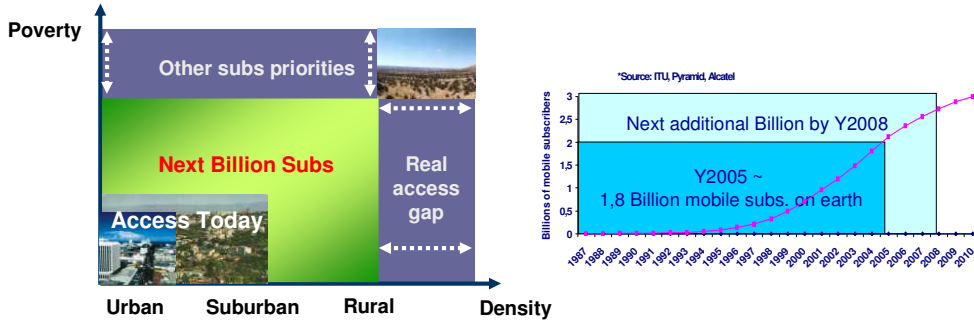 Poverty
Other subs priorities
Next Billion Subs
Real
access
gap
Access Today
Urban
Suburban
Rural
Density
*Source: ITU, Pyramid, Alcatel
Billions of mobile subscribers
3
2,5
2
1,5
1
0,5
0
Next additional Billion by Y2008
Y2005 ~
1,8 Billion mobile subs. on earth
1987
1988
1989
1990
1991
1992
1993
1994
1995
1996
1997
1998
1999
2000
2001
2002
2003
2004
2005
2006
2007
2008
2009
2010